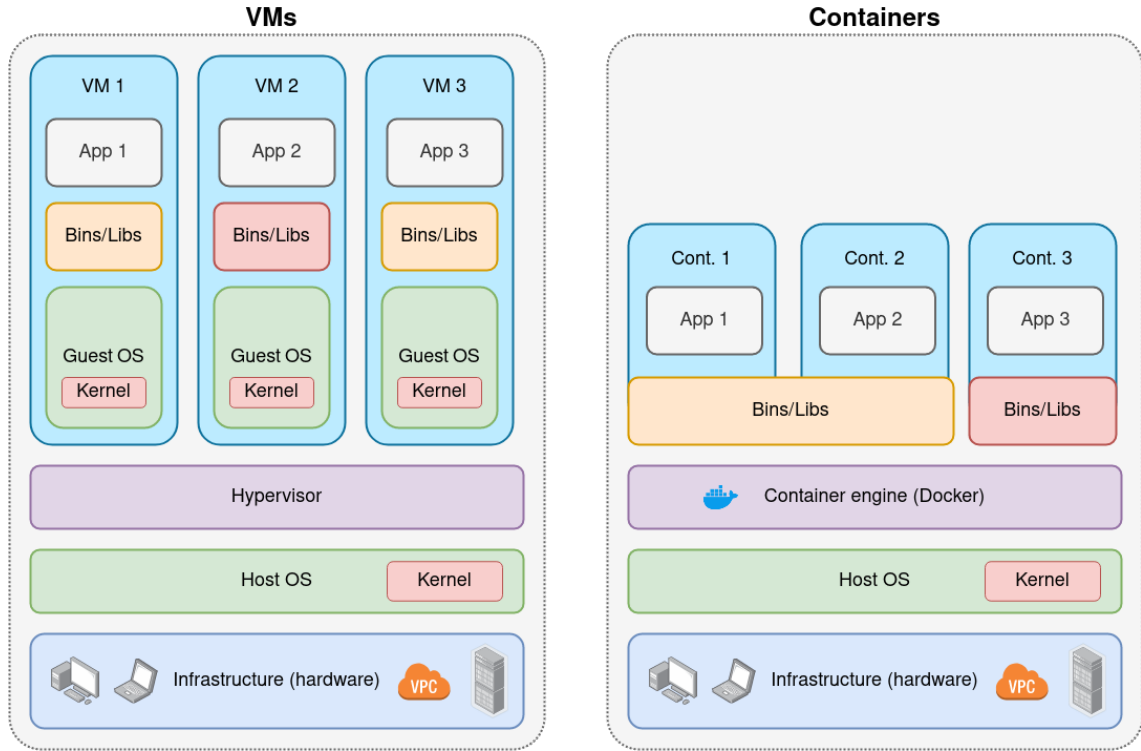 VMs
VM 1
VM 2
VM 3
App 1
App 2
App 3
Bins/Libs
Bins/Libs
Bins/Libs
Guest OS
Guest OS
Guest OS
Kernel
Kernel
Kernel
Hypervisor
Host OS
Kernel
Infrastructure (hardware)
VPC
Containers
Cont. 1
Cont. 2
Cont. 3
App 1
App 2
App 3
Bins/Libs
Bins/Libs
Container engine (Docker)
Host OS
Kernel
Infrastructure (hardware)
VPC